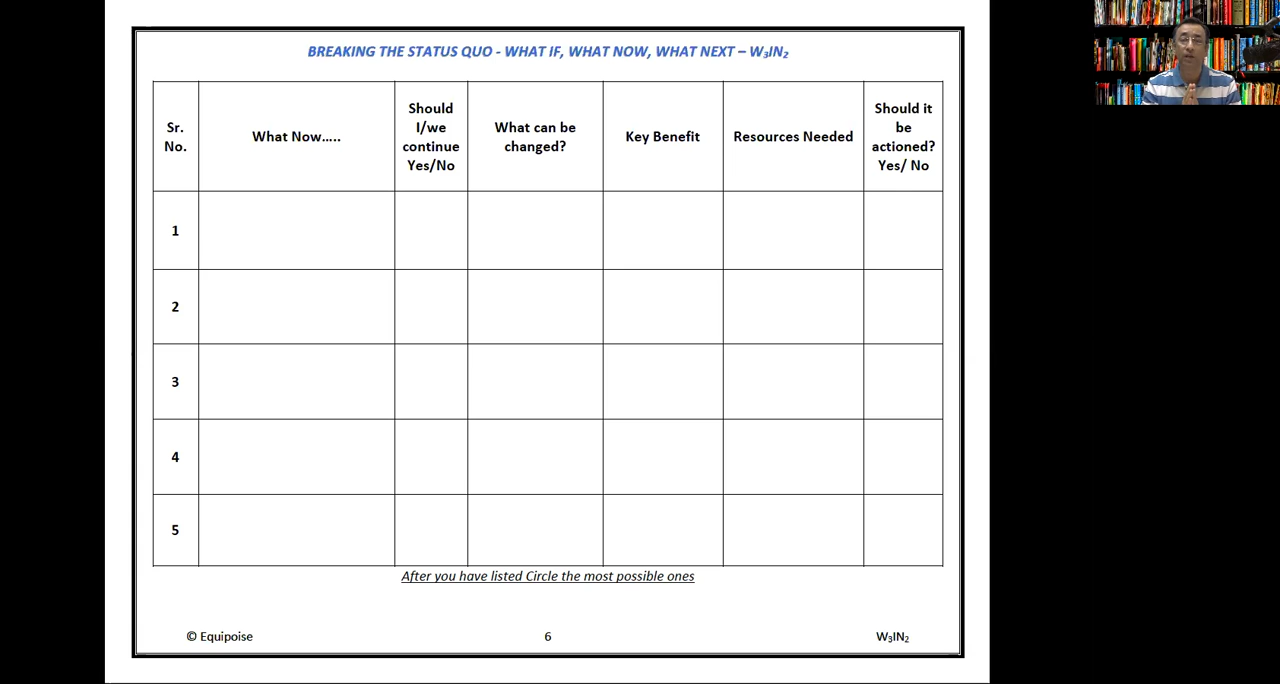 BREAKING THE STATUS QUO - WHAT IF, WHAT NOW, WHAT NEXT – W₃IN₂
Sr. No.
What Now.....
Should I/we continue Yes/No
What can be changed?
Key Benefit
Resources Needed
Should it be actioned? Yes/ No
1
2
3
4
5
After you have listed Circle the most possible ones
© Equipoise
6
W₃IN₂